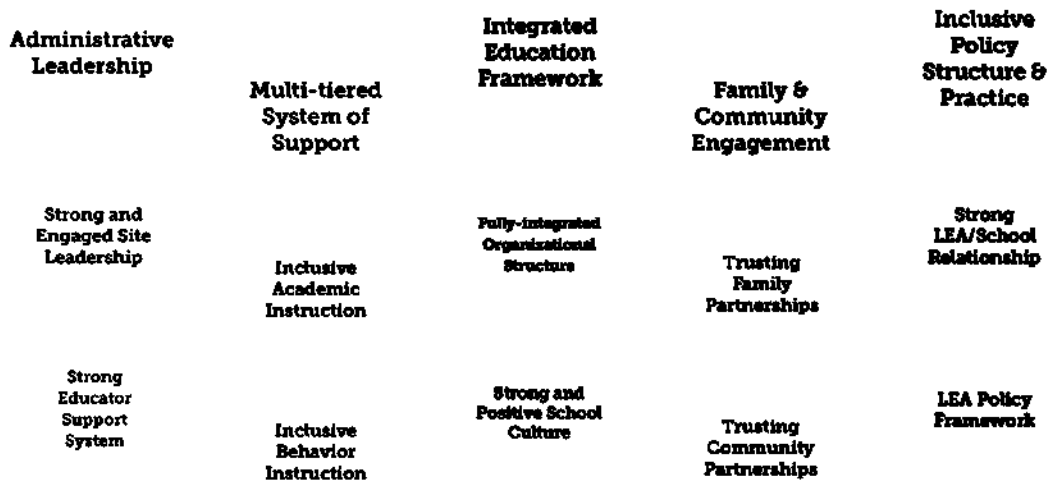 Administrative
Leadership
Multi-tiered
System of
Support
Integrated
Education
Framework
Family &
Community
Engagement
Inclusive
Policy
Structure &
Practice
Strong and
Engaged Site
Leadership
Inclusive
Academic
Instruction
Fully-integrated
Organizational
Structure
Trusting
Family
Partnerships
Strong
LEA/School
Relationship
Strong
Educator
Support
System
Inclusive
Behavior
Instruction
Strong and
Positive School
Culture
Trusting
Community
Partnerships
LEA Policy
Framework